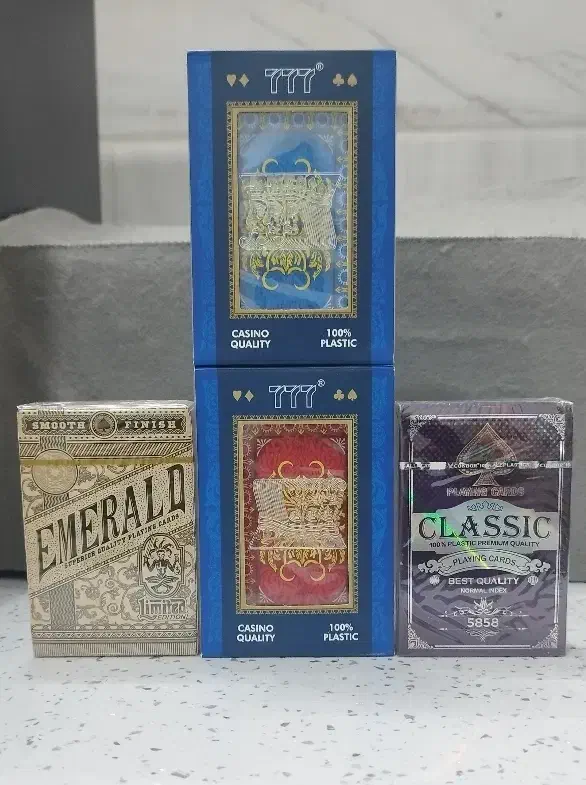 777®
CASINO QUALITY
100% PLASTIC
777®
CASINO QUALITY
100% PLASTIC
SMOOTH FINISH
EMERALD
SUPERIOR QUALITY PLAYING CARDS
Limited
EDITION
PLAYING CARDS
CLASSIC
100% PLASTIC PREMIUM QUALITY
PLAYING CARDS
BEST QUALITY
NORMAL INDEX
5858